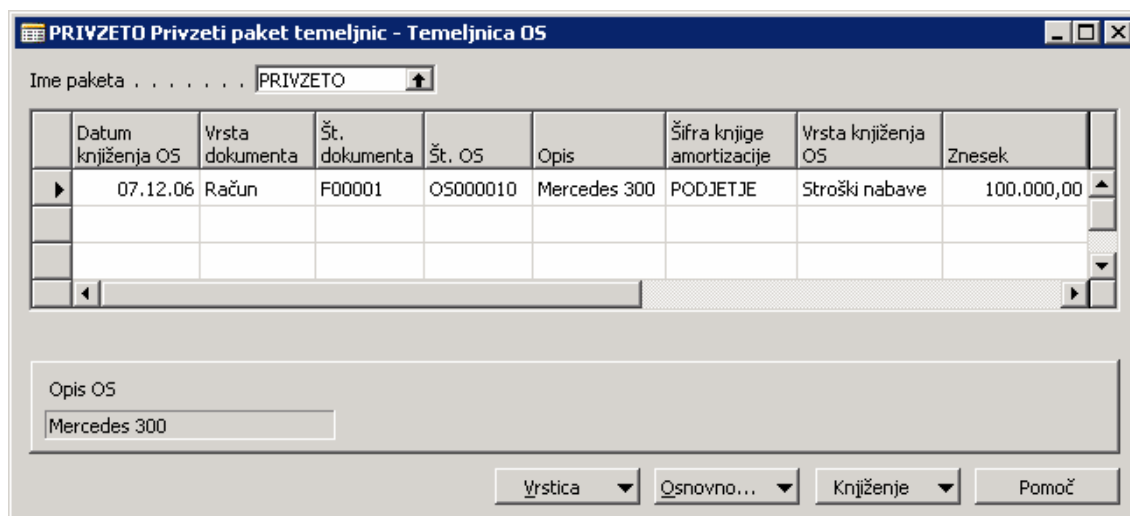 PRIVZETO Privzeti paket temeljnic - Temeljnica OS
Ime paketa . . . . . . . PRIVZETO
Datum knjiženja OS Vrsta dokumenta Št. dokumenta Št. OS Opis Šifra knjige amortizacije Vrsta knjiženja OS Znesek
07.12.06 Račun F00001 OS000010 Mercedes 300 PODJETJE Stroški nabave 100.000,00
Opis OS
Mercedes 300
Vrstica Osnovno... Knjiženje Pomoč